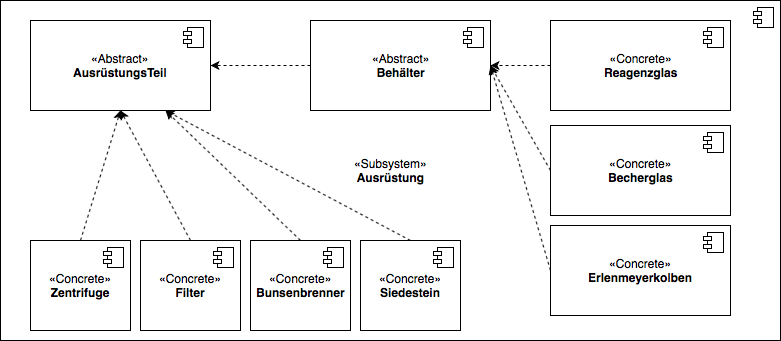 «Abstract»
AusrüstungsTeil
«Abstract»
Behälter
«Concrete»
Reagenzglas
«Subsystem»
Ausrüstung
«Concrete»
Becherglas
«Concrete»
Zentrifuge
«Concrete»
Filter
«Concrete»
Bunsenbrenner
«Concrete»
Siedestein
«Concrete»
Erlenmeyerkolben